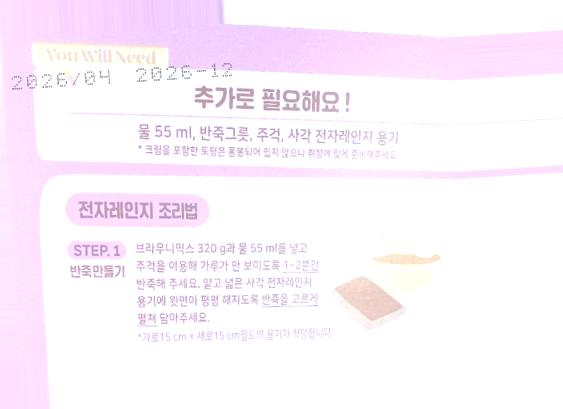 You Will Need
2026/04 2026-12
추가로 필요해요!
물 55 ml, 반죽그릇, 주걱, 사각 전자레인지 용기
* 크림을 포함한 토핑은 동봉되어 있지 않으니 취향에 맞게 준비해주세요.
전자레인지 조리법
STEP. 1
반죽만들기
브라우니믹스 320 g과 물 55 ml를 넣고
주걱을 이용해 가루가 안 보이도록 1~2분간
반죽해 주세요. 얇고 넓은 사각 전자레인지
용기에 윗면이 평평 해지도록 반죽을 고르게
펼쳐 담아주세요.
*가로15 cm x 세로15 cm정도의 용기가 적당합니다.